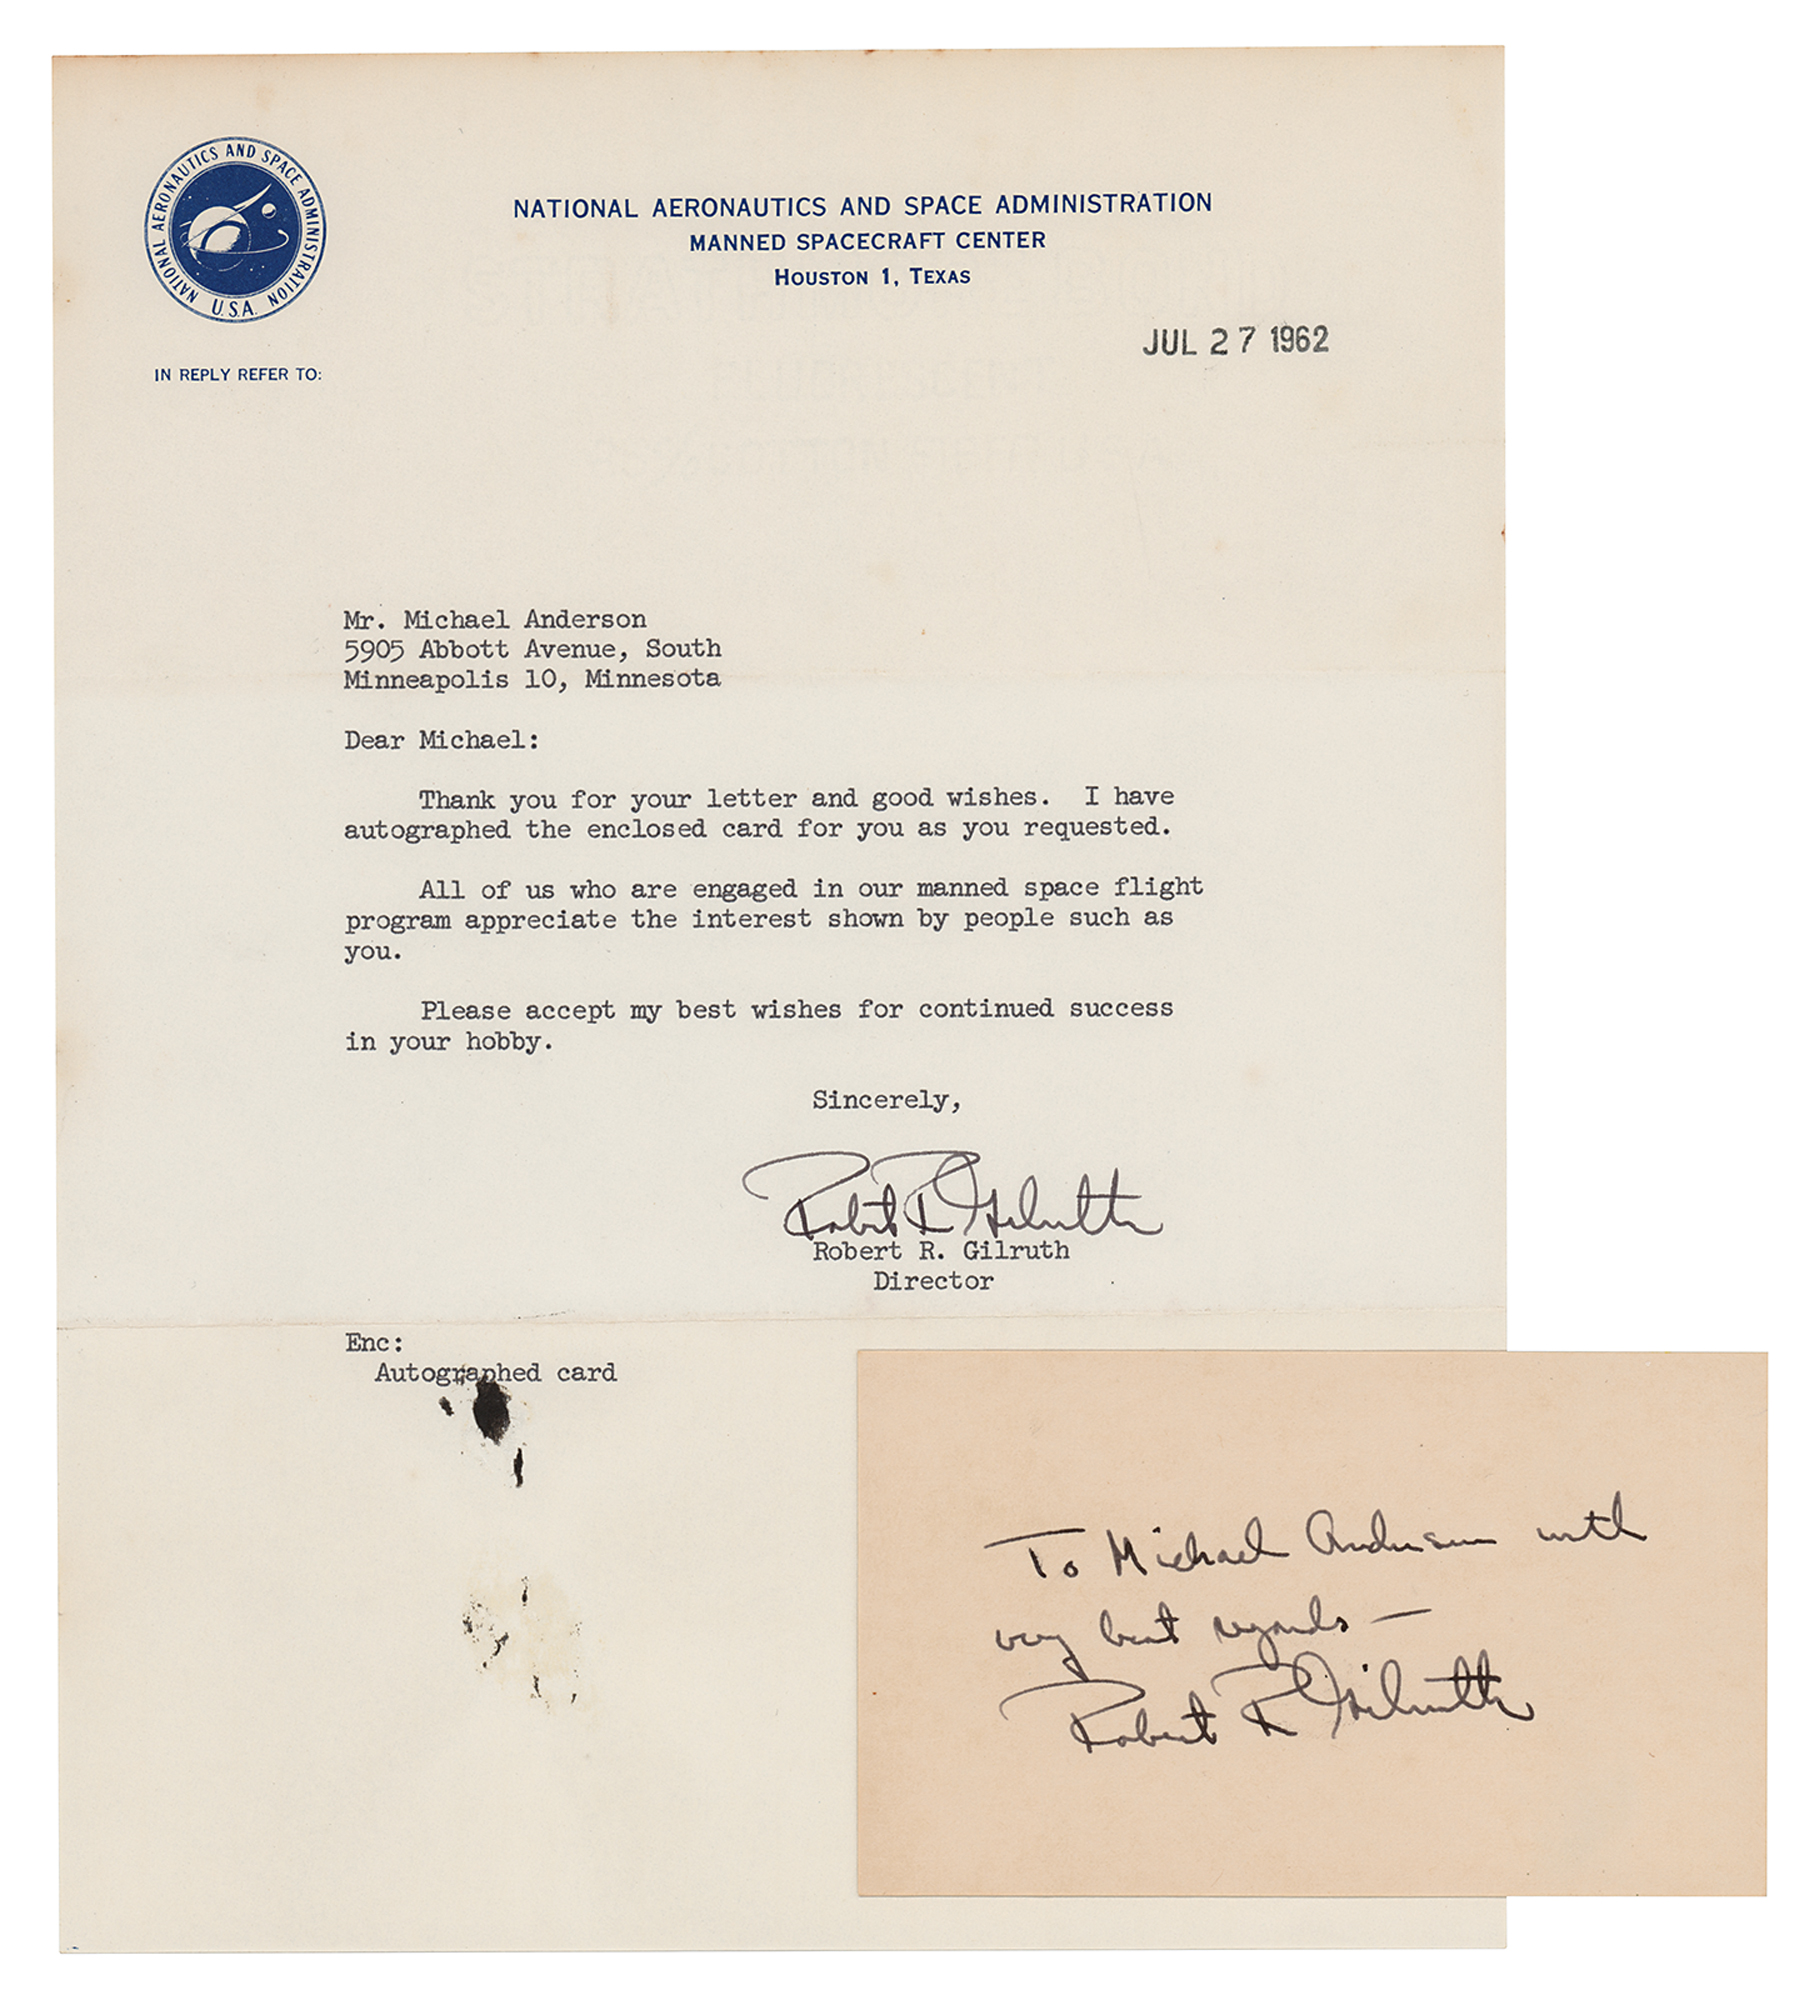 NATIONAL AERONAUTICS AND SPACE ADMINISTRATION
U.S.A.
NATIONAL AERONAUTICS AND SPACE ADMINISTRATION
MANNED SPACECRAFT CENTER
HOUSTON 1, TEXAS
JUL 27 1962
IN REPLY REFER TO:
Mr. Michael Anderson
5905 Abbott Avenue, South
Minneapolis 10, Minnesota
Dear Michael:
Thank you for your letter and good wishes. I have
autographed the enclosed card for you as you requested.
All of us who are engaged in our manned space flight
program appreciate the interest shown by people such as
you.
Please accept my best wishes for continued success
in your hobby.
Sincerely,
Robert R. Gilruth
Robert R. Gilruth
Director
Enc:
Autographed card
To Michael Anderson with
very best regards —
Robert R. Gilruth